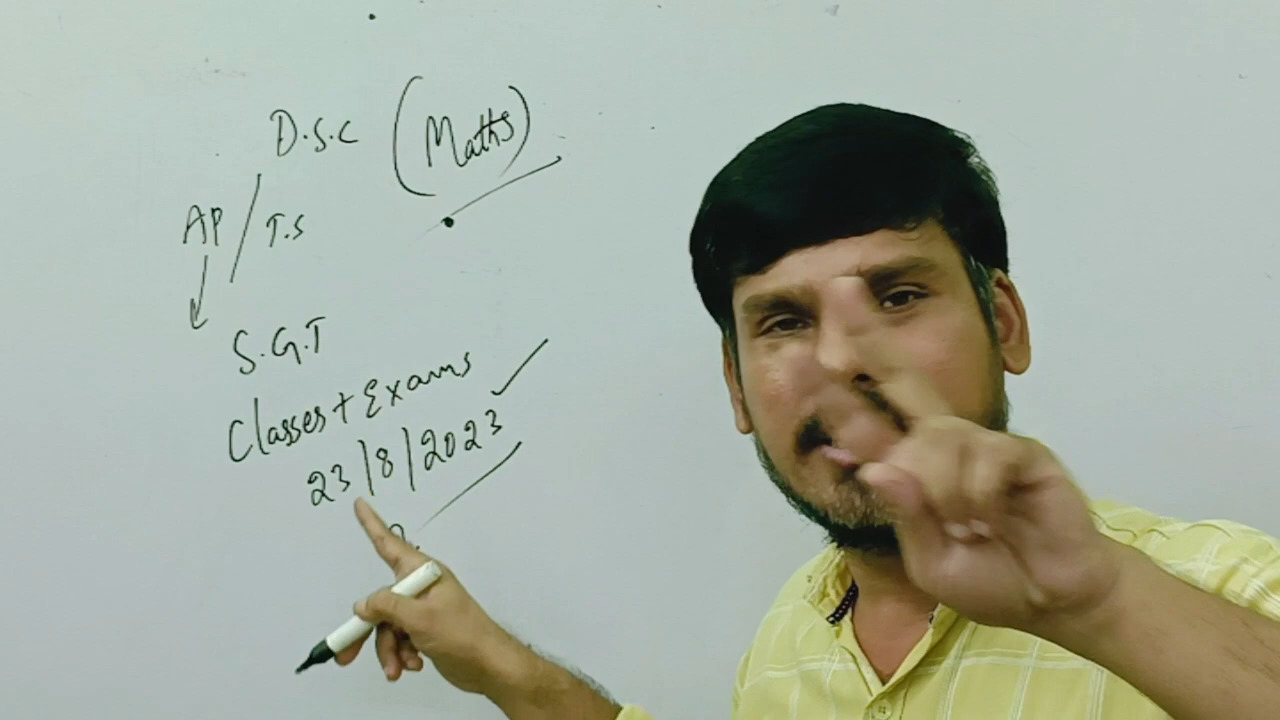 D.S.C (Maths)
AP / T.S
S.G.T
Classes + Exams
23/8/2023